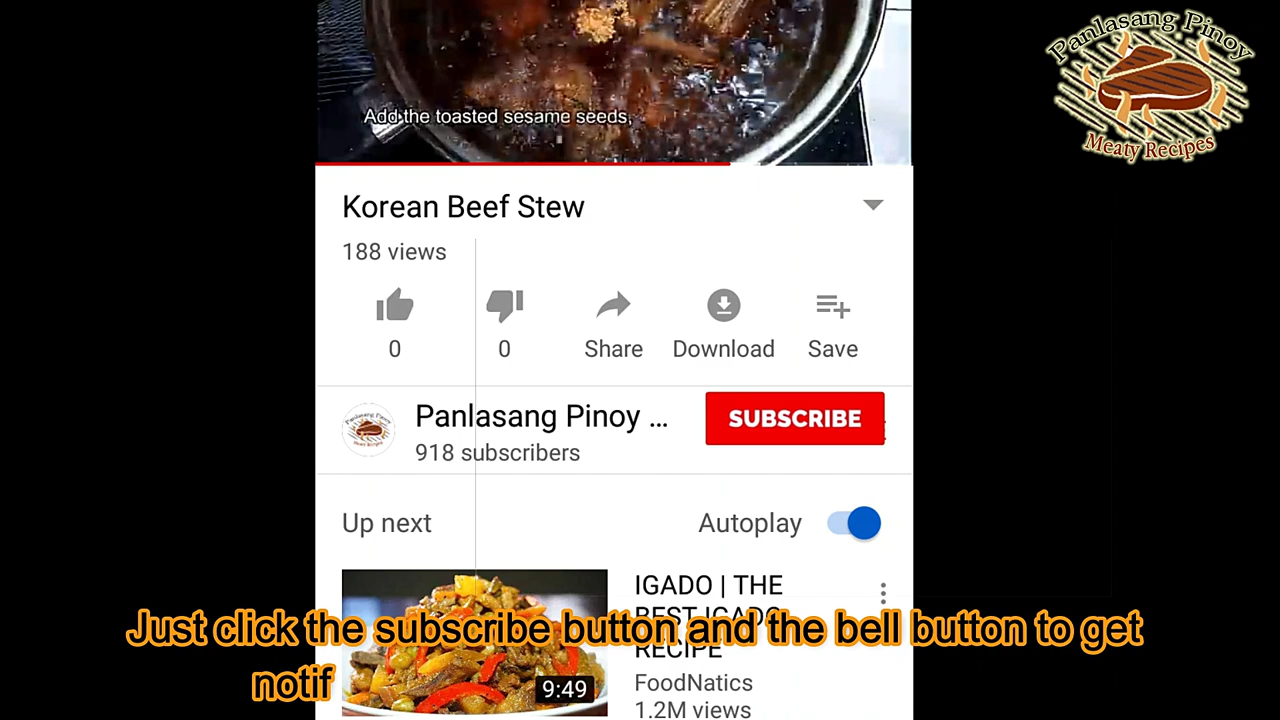 Panlasang Pinoy
Meaty Recipes
Add the toasted sesame seeds,
Korean Beef Stew
188 views
0
0
Share
Download
Save
Panlasang Pinoy ...
918 subscribers
SUBSCRIBE
Up next
Autoplay
IGADO | THE
BEST IGADO
RECIPE
FoodNatics
1.2M views
9:49
Just click the subscribe button and the bell button to get
notif